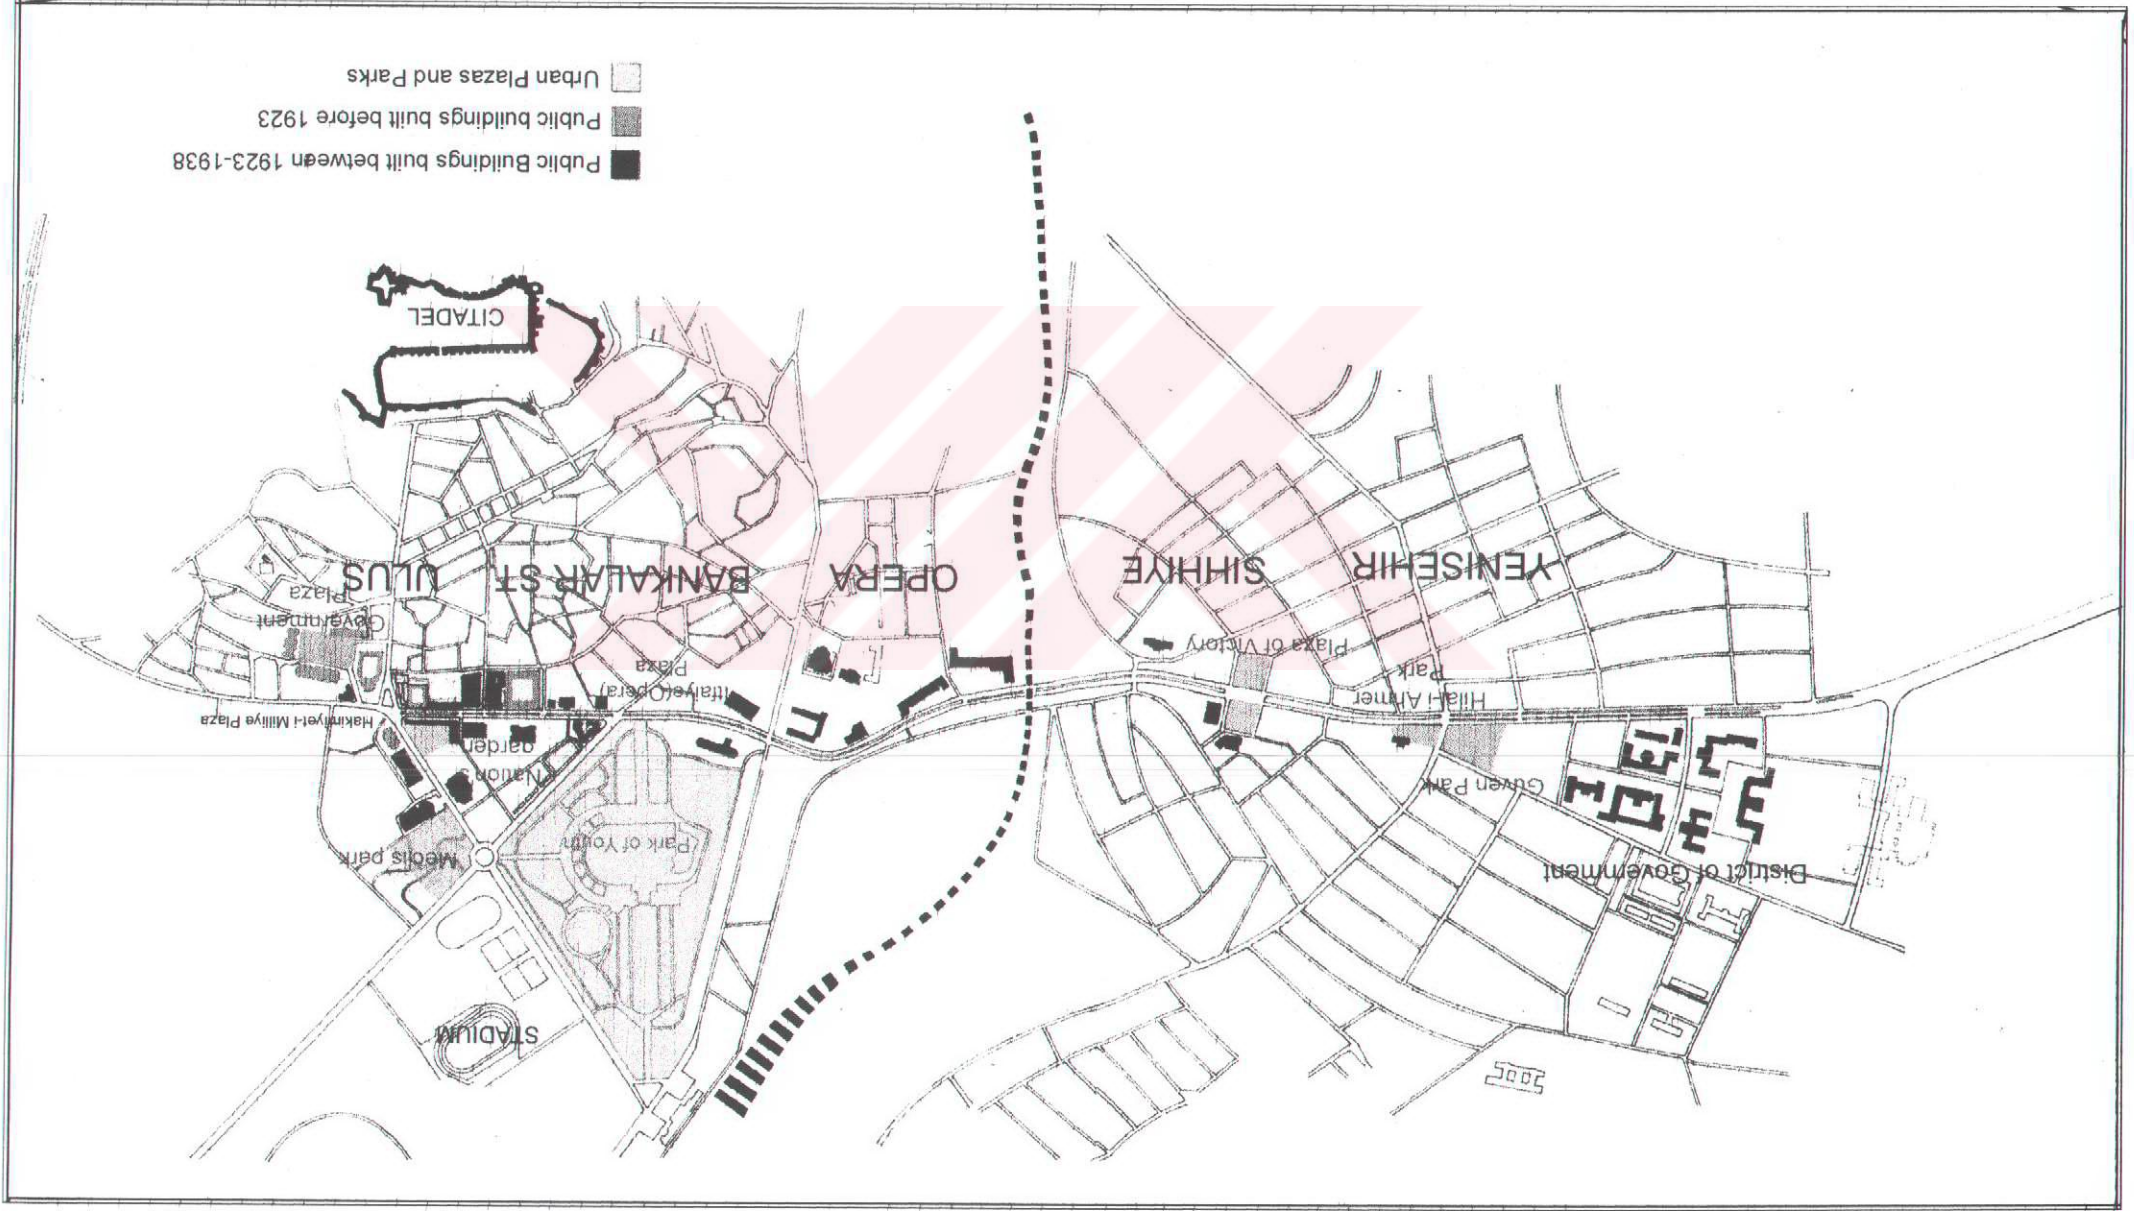 STADIUM
District of Government
Meclis park
Park of Youth
Guven Park
Nation's
garden
Hakimiyet-i Milliye Plaza
Hilal-i Ahmer
Park
Itfaiye(Opera)
Plaza
Plaza of Victory
Government
Plaza
YENISEHIR
SIHHIYE
OPERA
BANKALAR ST.
ULUS
CITADEL
Public Buildings built between 1923-1938
Public buildings built before 1923
Urban Plazas and Parks